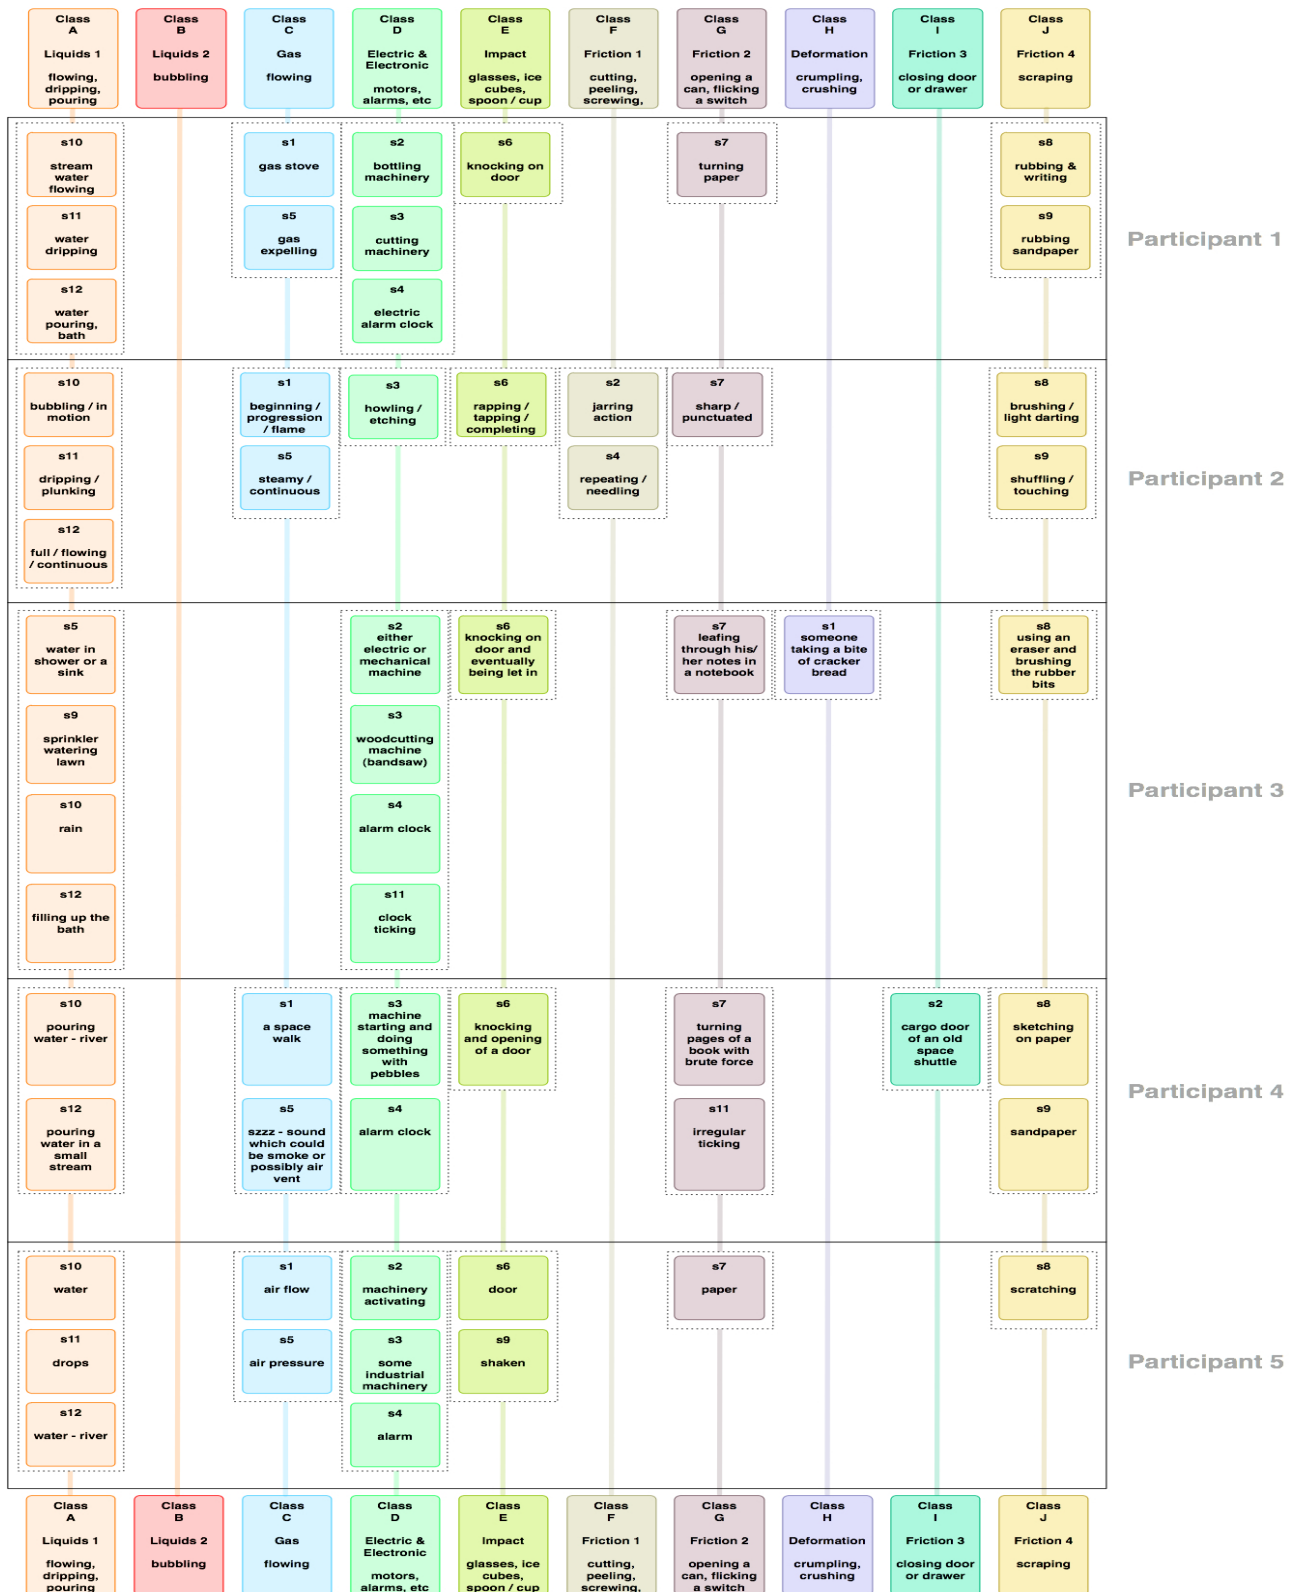 Class
A
Liquids 1
flowing,
dripping,
pouring
Class
B
Liquids 2
bubbling
Class
C
Gas
flowing
Class
D
Electric &
Electronic
motors,
alarms, etc
Class
E
Impact
glasses, ice
cubes,
spoon / cup
Class
F
Friction 1
cutting,
peeling,
screwing,
Class
G
Friction 2
opening a
can, flicking
a switch
Class
H
Deformation
crumpling,
crushing
Class
I
Friction 3
closing door
or drawer
Class
J
Friction 4
scraping
s10
stream
water
flowing
s11
water
dripping
s12
water
pouring,
bath
s1
gas stove
s5
gas
expelling
s2
bottling
machinery
s3
cutting
machinery
s4
electric
alarm clock
s6
knocking on
door
s7
turning
paper
s8
rubbing &
writing
s9
rubbing
sandpaper
Participant 1
s10
bubbling / in
motion
s11
dripping /
plunking
s12
full / flowing
/ continuous
s1
beginning /
progression
/ flame
s5
steamy /
continuous
s3
howling /
etching
s6
rapping /
tapping /
completing
s2
jarring
action
s4
repeating /
needling
s7
sharp /
punctuated
s8
brushing /
light darting
s9
shuffling /
touching
Participant 2
s5
water in
shower or a
sink
s9
sprinkler
watering
lawn
s10
rain
s12
filling up the
bath
s2
either
electric or
mechanical
machine
s3
woodcutting
machine
(bandsaw)
s4
alarm clock
s11
clock
ticking
s6
knocking on
door and
eventually
being let in
s7
leafing
through his/
her notes in
a notebook
s1
someone
taking a bite
of cracker
bread
s8
using an
eraser and
brushing
the rubber
bits
Participant 3
s10
pouring
water - river
s12
pouring
water in a
small
stream
s1
a space
walk
s5
szzz - sound
which could
be smoke or
possibly air
vent
s3
machine
starting and
doing
something
with
pebbles
s4
alarm clock
s6
knocking
and opening
of a door
s7
turning
pages of a
book with
brute force
s11
irregular
ticking
s2
cargo door
of an old
space
shuttle
s8
sketching
on paper
s9
sandpaper
Participant 4
s10
water
s11
drops
s12
water - river
s1
air flow
s5
air pressure
s2
machinery
activating
s3
some
industrial
machinery
s4
alarm
s6
door
s9
shaken
s7
paper
s8
scratching
Participant 5
Class
A
Liquids 1
flowing,
dripping,
pouring
Class
B
Liquids 2
bubbling
Class
C
Gas
flowing
Class
D
Electric &
Electronic
motors,
alarms, etc
Class
E
Impact
glasses, ice
cubes,
spoon / cup
Class
F
Friction 1
cutting,
peeling,
screwing,
Class
G
Friction 2
opening a
can, flicking
a switch
Class
H
Deformation
crumpling,
crushing
Class
I
Friction 3
closing door
or drawer
Class
J
Friction 4
scraping